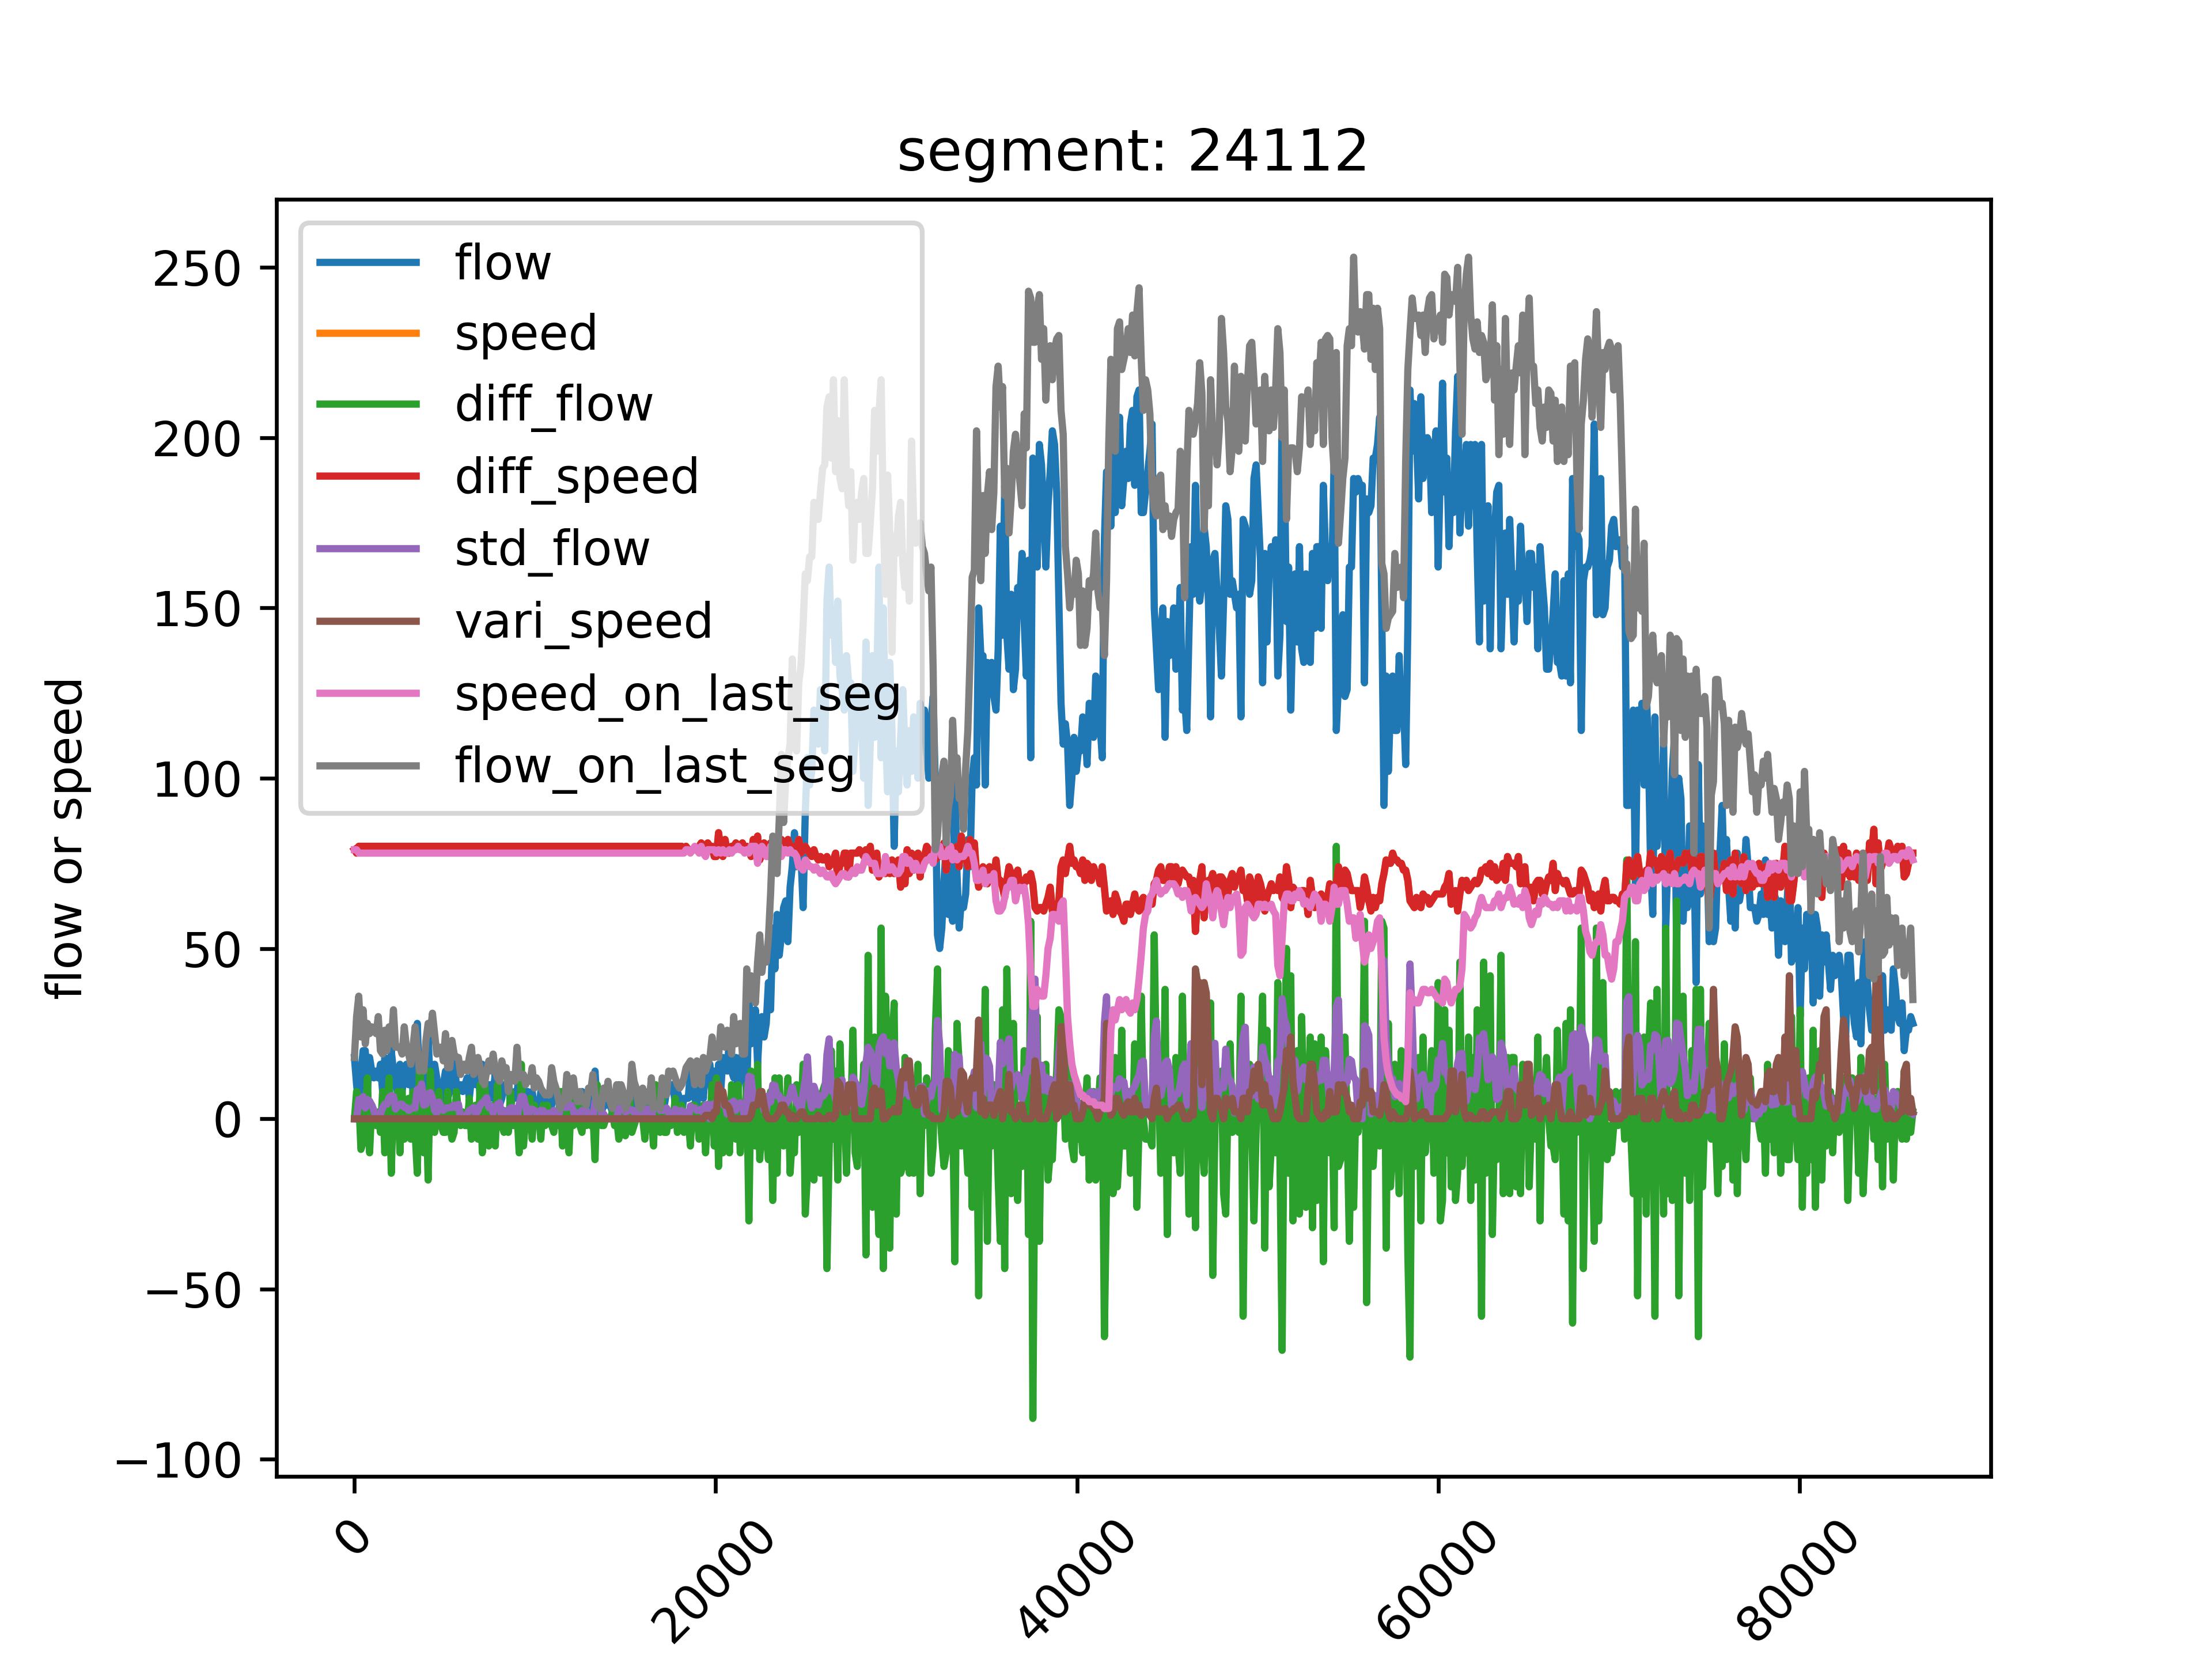 segment: 24112
flow or speed
250
200
150
100
50
0
−50
−100
flow
speed
diff_flow
diff_speed
std_flow
vari_speed
speed_on_last_seg
flow_on_last_seg
0
20000
40000
60000
80000